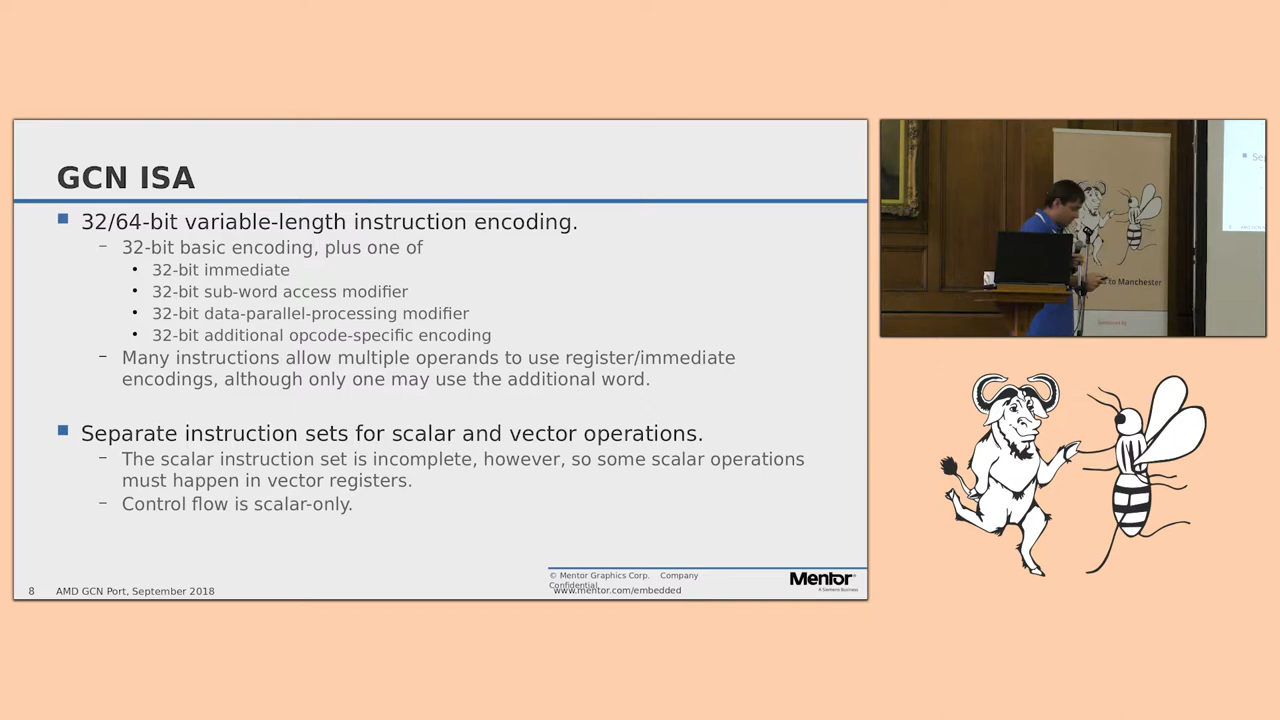 GCN ISA
32/64-bit variable-length instruction encoding.
– 32-bit basic encoding, plus one of
• 32-bit immediate
• 32-bit sub-word access modifier
• 32-bit data-parallel-processing modifier
• 32-bit additional opcode-specific encoding
– Many instructions allow multiple operands to use register/immediate
encodings, although only one may use the additional word.
Separate instruction sets for scalar and vector operations.
– The scalar instruction set is incomplete, however, so some scalar operations
must happen in vector registers.
– Control flow is scalar-only.
8 AMD GCN Port, September 2018
© Mentor Graphics Corp. Company
Confidential
www.mentor.com/embedded
Mentor®
A Siemens Business
to Manchester
Sponsored by